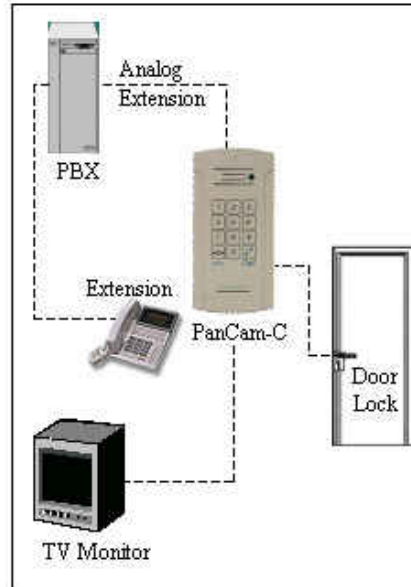 Analog
Extension
PBX
Extension
PanCam-C
Door
Lock
TV Monitor